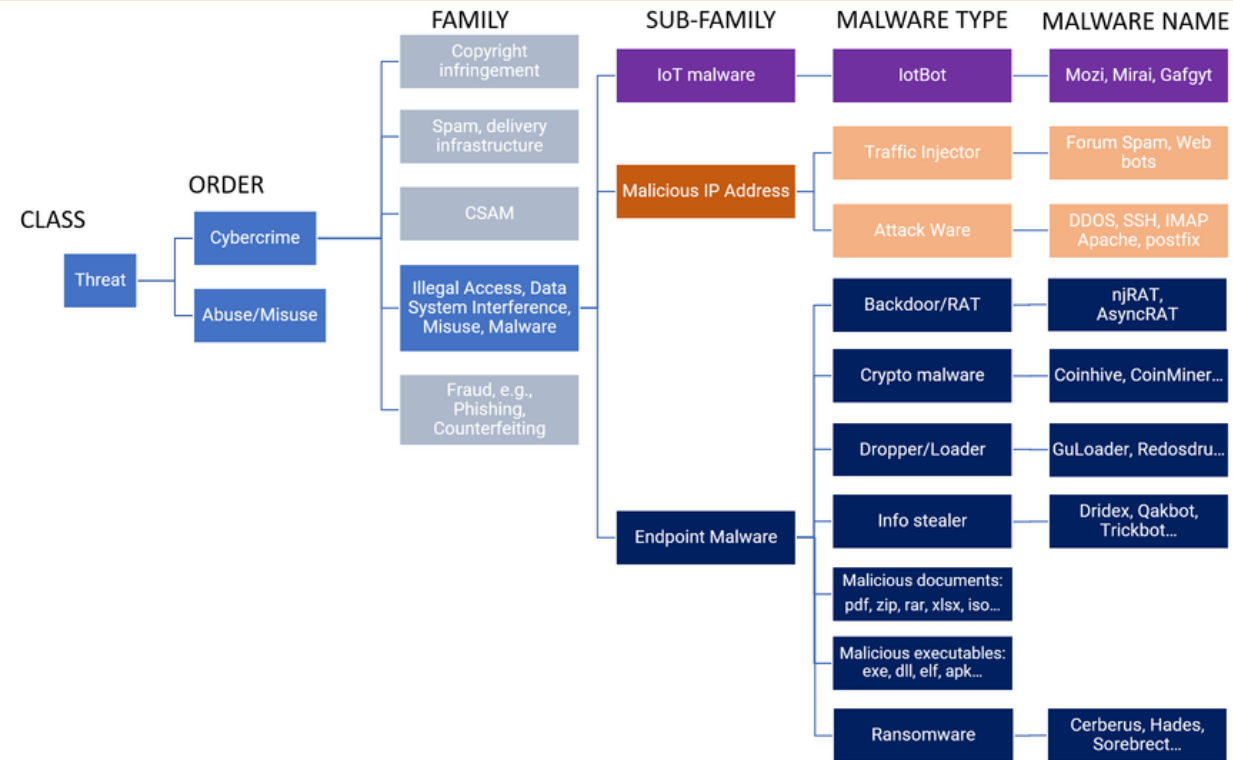 FAMILY
SUB-FAMILY
MALWARE TYPE
MALWARE NAME
ORDER
CLASS
Threat
Cybercrime
Abuse/Misuse
Copyright
infringement
Spam, delivery
infrastructure
CSAM
Illegal Access, Data
System Interference,
Misuse, Malware
Fraud, e.g.,
Phishing,
Counterfeiting
IoT malware
IotBot
Mozi, Mirai, Gafgyt
Malicious IP Address
Traffic Injector
Forum Spam, Web
bots
Attack Ware
DDOS, SSH, IMAP
Apache, postfix
Endpoint Malware
Backdoor/RAT
njRAT,
AsyncRAT
Crypto malware
Coinhive, CoinMiner...
Dropper/Loader
GuLoader, Redosdru...
Info stealer
Dridex, Qakbot,
Trickbot...
Malicious documents:
pdf, zip, rar, xlsx, iso...
Malicious executables:
exe, dll, elf, apk...
Ransomware
Cerberus, Hades,
Sorebrect...